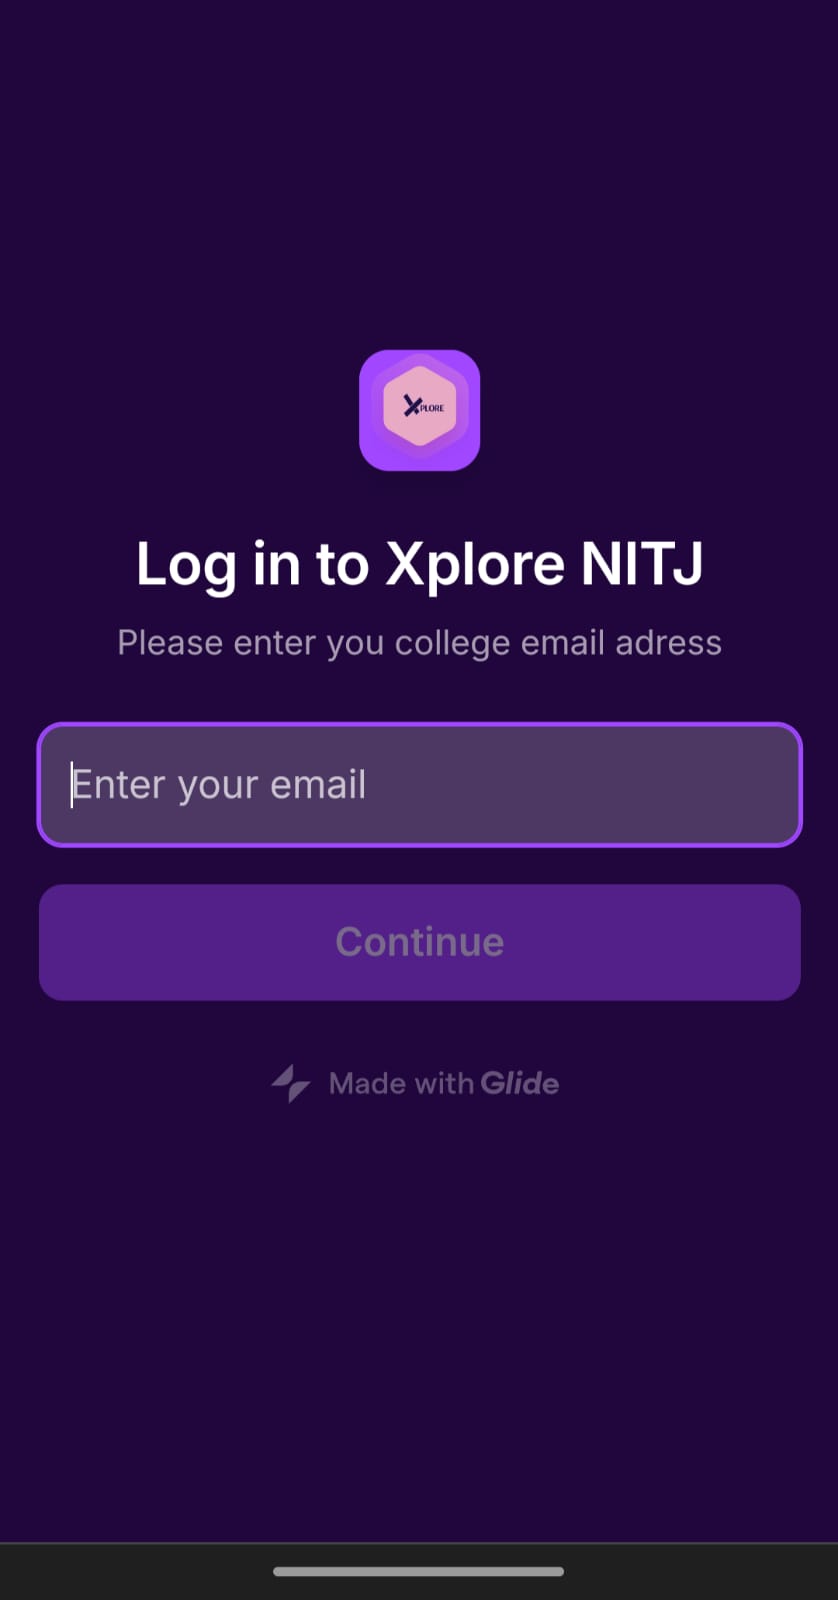 XPLORE
Log in to Xplore NITJ
Please enter you college email adress
Enter your email
Continue
Made with Glide